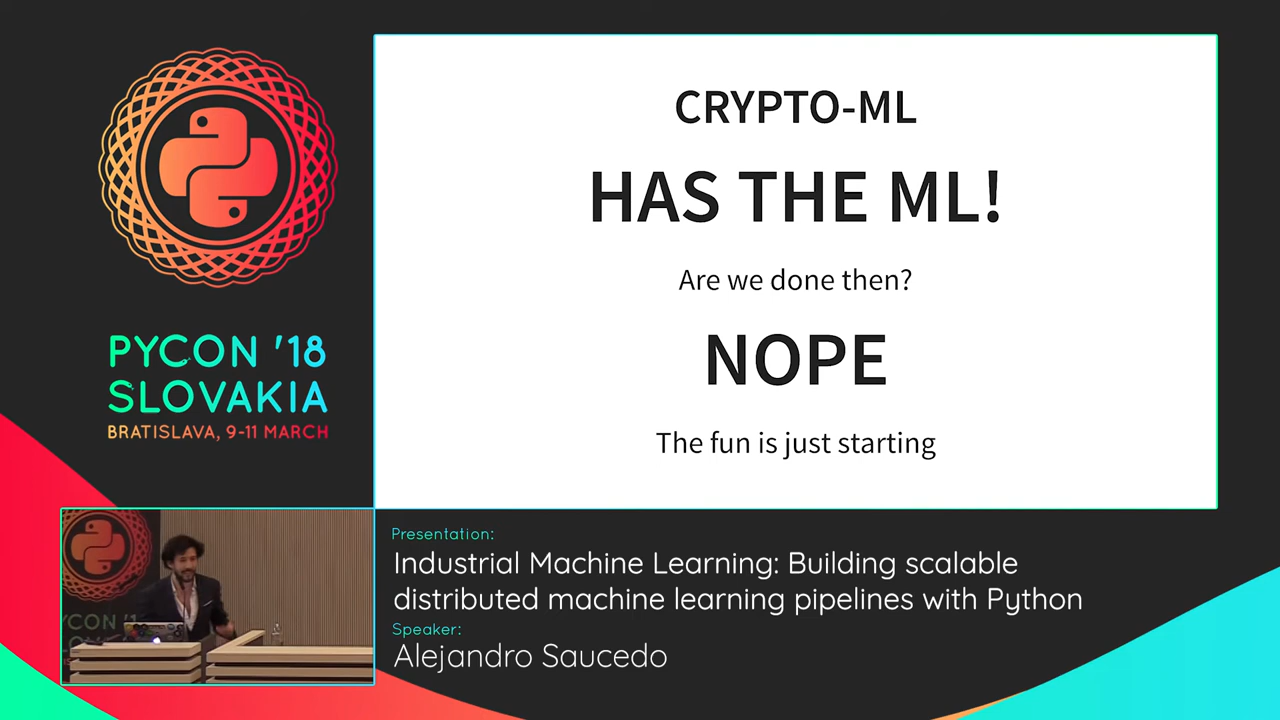 CRYPTO-ML
HAS THE ML!
Are we done then?
NOPE
The fun is just starting
PYCON '18
SLOVAKIA
BRATISLAVA, 9-11 MARCH
Presentation:
Industrial Machine Learning: Building scalable
distributed machine learning pipelines with Python
Speaker:
Alejandro Saucedo